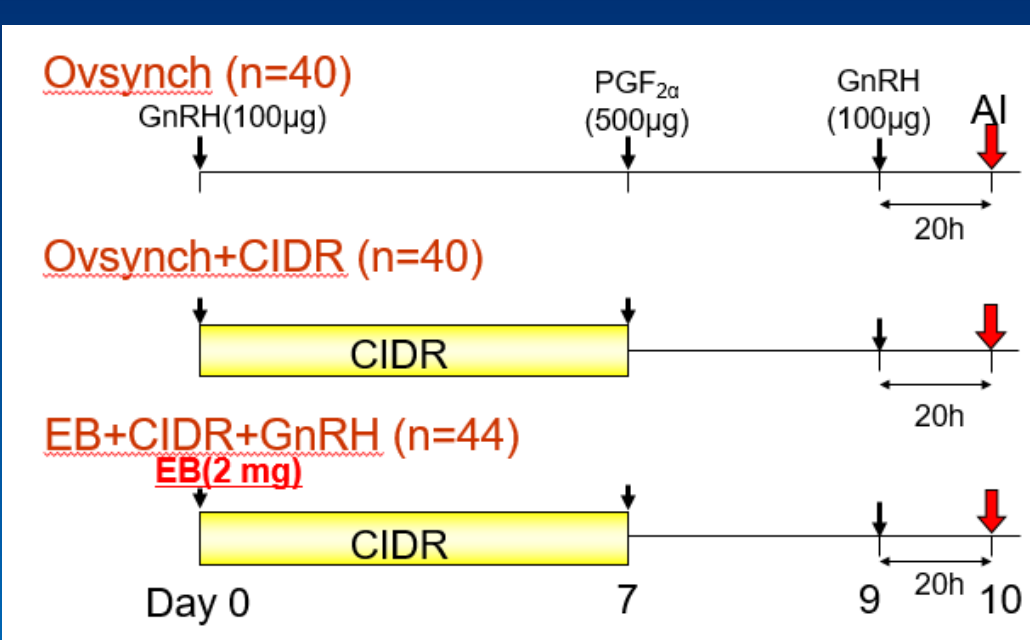 Ovsynch (n=40)
GnRH(100µg)
PGF2α
(500µg)
GnRH
(100µg)
AI
20h
Ovsynch+CIDR (n=40)
CIDR
20h
EB+CIDR+GnRH (n=44)
EB(2 mg)
CIDR
20h
Day 0 7 9 10